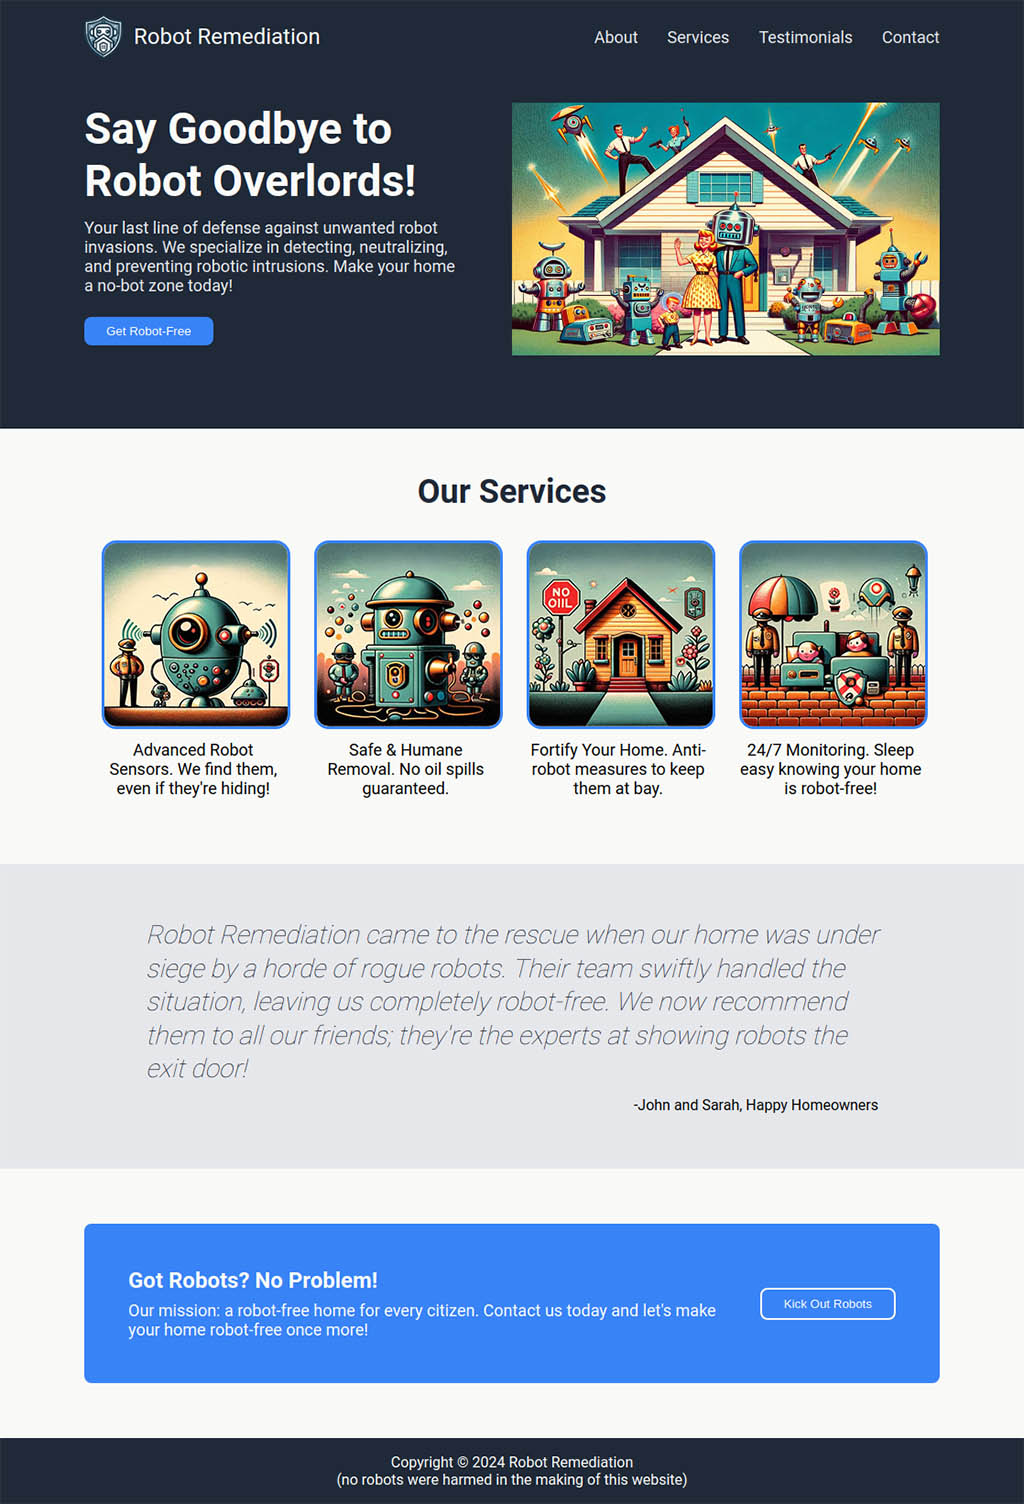 Robot Remediation
About
Services
Testimonials
Contact
Say Goodbye to
Robot Overlords!
Your last line of defense against unwanted robot
invasions. We specialize in detecting, neutralizing,
and preventing robotic intrusions. Make your home
a no-bot zone today!
Get Robot-Free
Our Services
NO
OIIL
Advanced Robot
Sensors. We find them,
even if they're hiding!
Safe & Humane
Removal. No oil spills
guaranteed.
Fortify Your Home. Anti-
robot measures to keep
them at bay.
24/7 Monitoring. Sleep
easy knowing your home
is robot-free!
Robot Remediation came to the rescue when our home was under
siege by a horde of rogue robots. Their team swiftly handled the
situation, leaving us completely robot-free. We now recommend
them to all our friends; they're the experts at showing robots the
exit door!
-John and Sarah, Happy Homeowners
Got Robots? No Problem!
Our mission: a robot-free home for every citizen. Contact us today and let's make
your home robot-free once more!
Kick Out Robots
Copyright © 2024 Robot Remediation
(no robots were harmed in the making of this website)